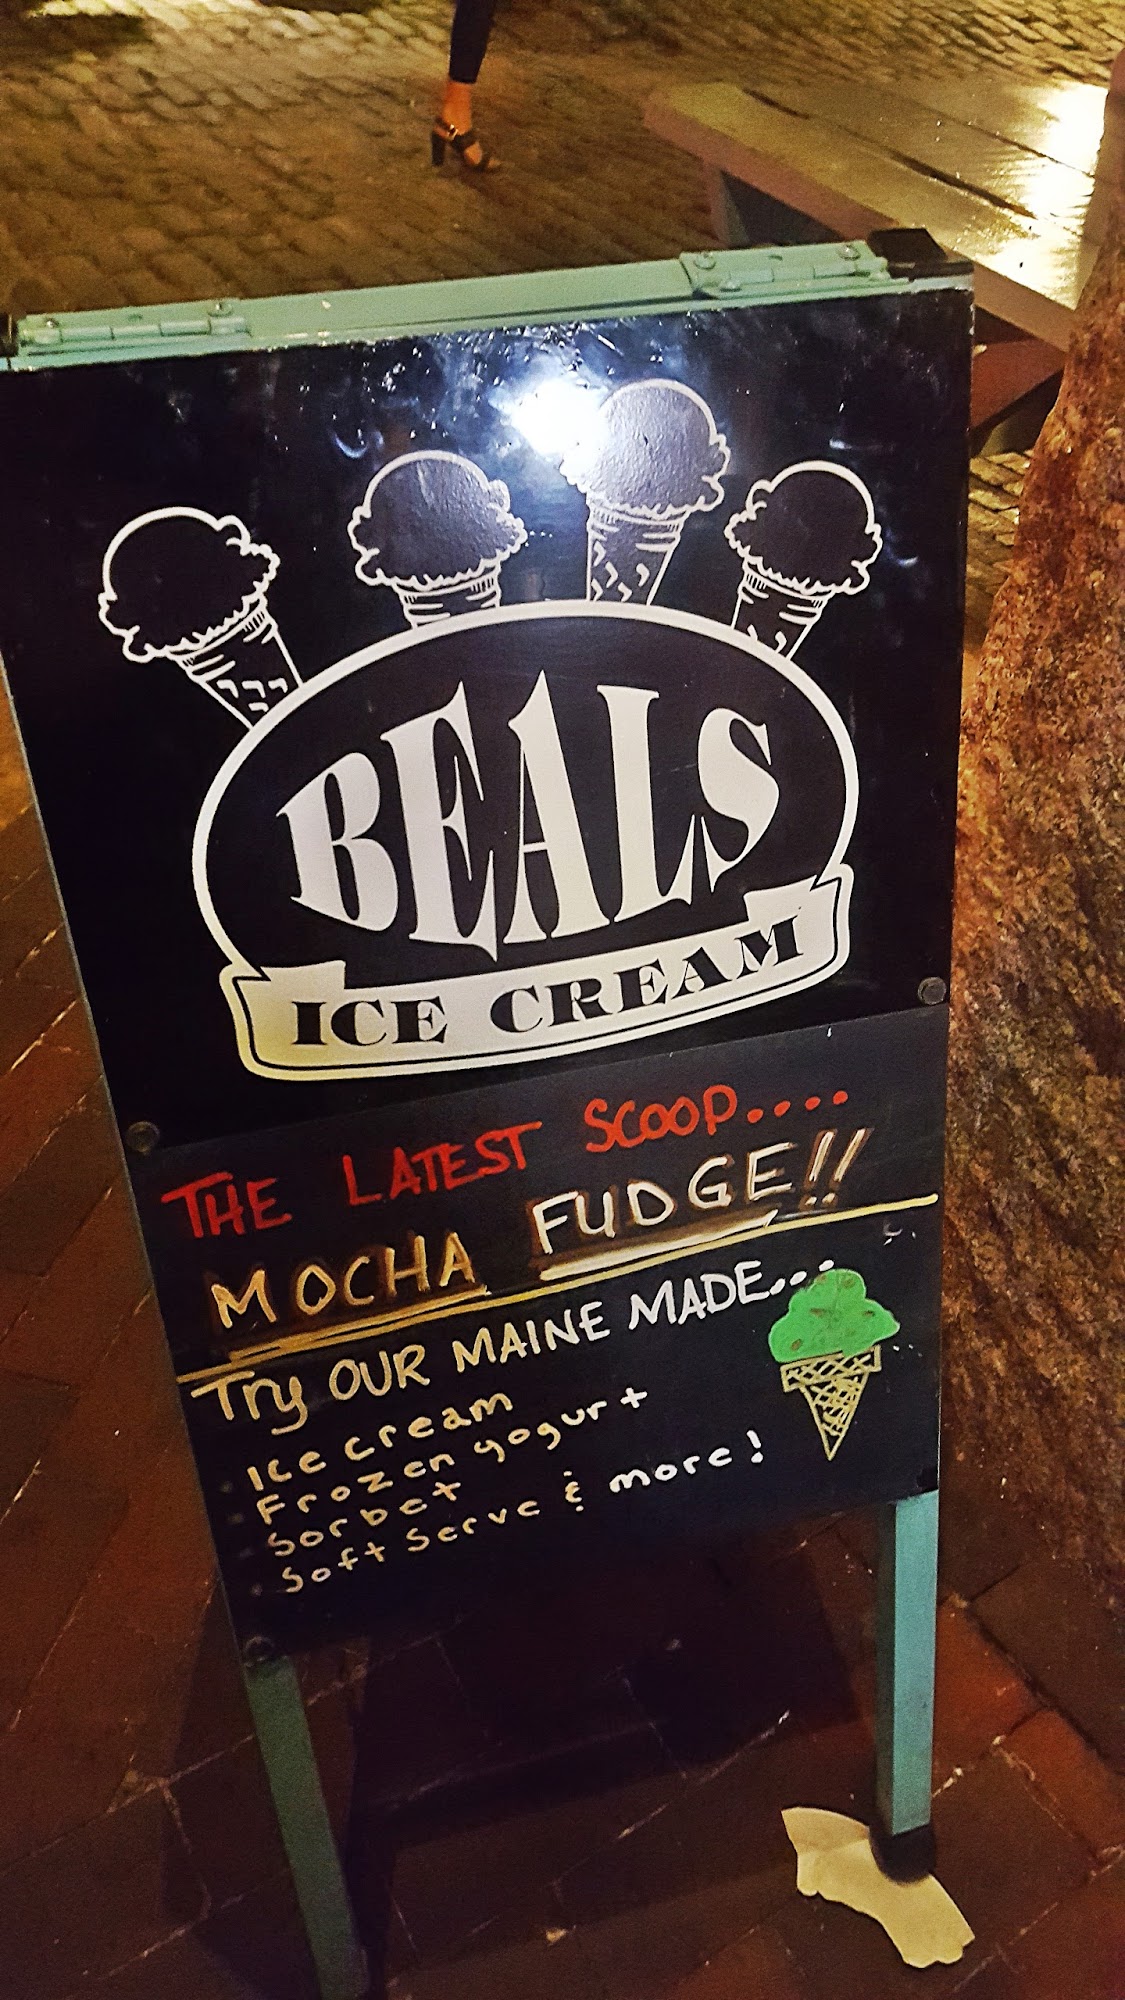 BEALS
ICE CREAM
THE LATEST SCOOP....
MOCHA FUDGE!!
Try OUR MAINE MADE...
· Ice cream
· Frozen yogurt
· Sorbet
· Soft Serve & more!